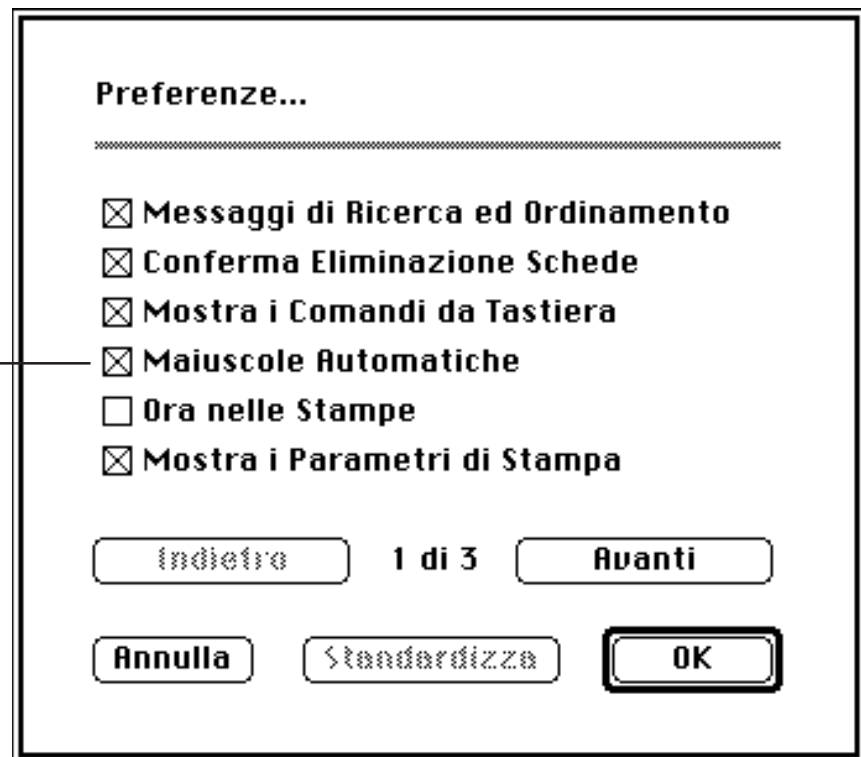 Preferenze...
Messaggi di Ricerca ed Ordinamento
Conferma Eliminazione Schede
Mostra i Comandi da Tastiera
Maiuscole Automatiche
Ora nelle Stampe
Mostra i Parametri di Stampa
Indietro 1 di 3 Avanti
Annulla Standardizza OK